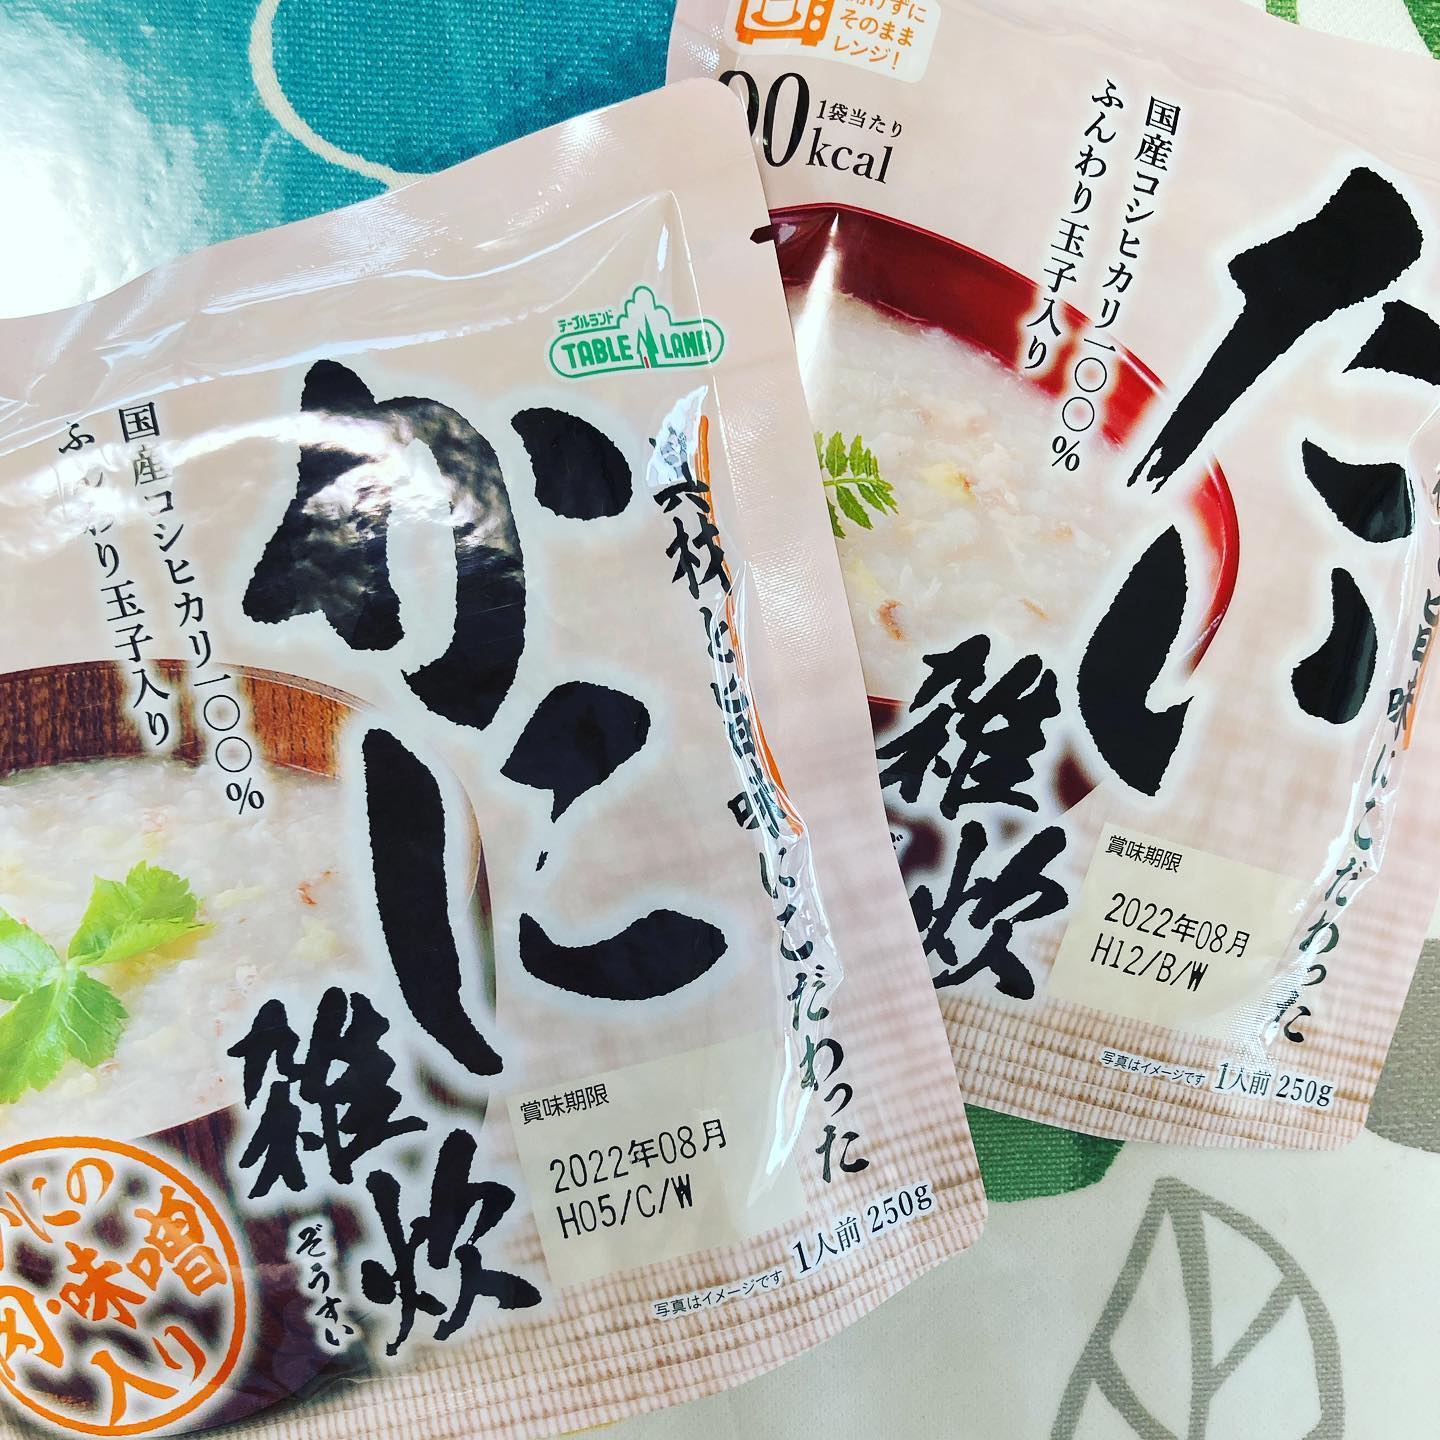 テーブルランド
TABLE LAND
材と旨味にこだわった
かに
雑炊
ぞうすい
国産コシヒカリ一〇〇%
ふんわり玉子入り
賞味期限
2022年08月
H05/C/W
1人前 250g
写真はイメージです
かにの
肉・味噌
入り
そのまま
レンジ!
1袋当たり
90kcal
国産コシヒカリ一〇〇%
ふんわり玉子入り
たい
雑炊
旨味にこだわった
賞味期限
2022年08月
H12/B/W
写真はイメージです 1人前 250g